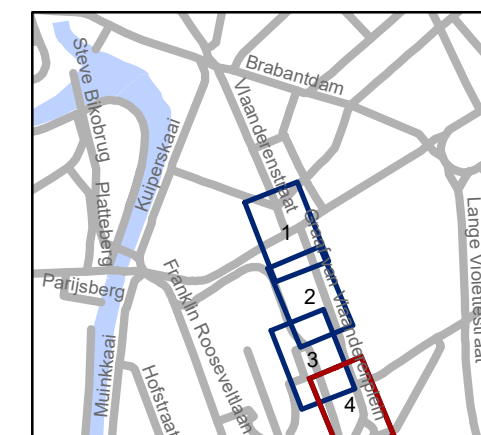 Steve Bikobrug
Brabantdam
Vlaanderenstraat
Kuiperskaai
Platteberg
Lange Violettestraat
1
Graaf van Vlaanderenplein
Parijsberg
Franklin Rooseveltlaan
2
3
Muinkkaai
Hofstraat
4